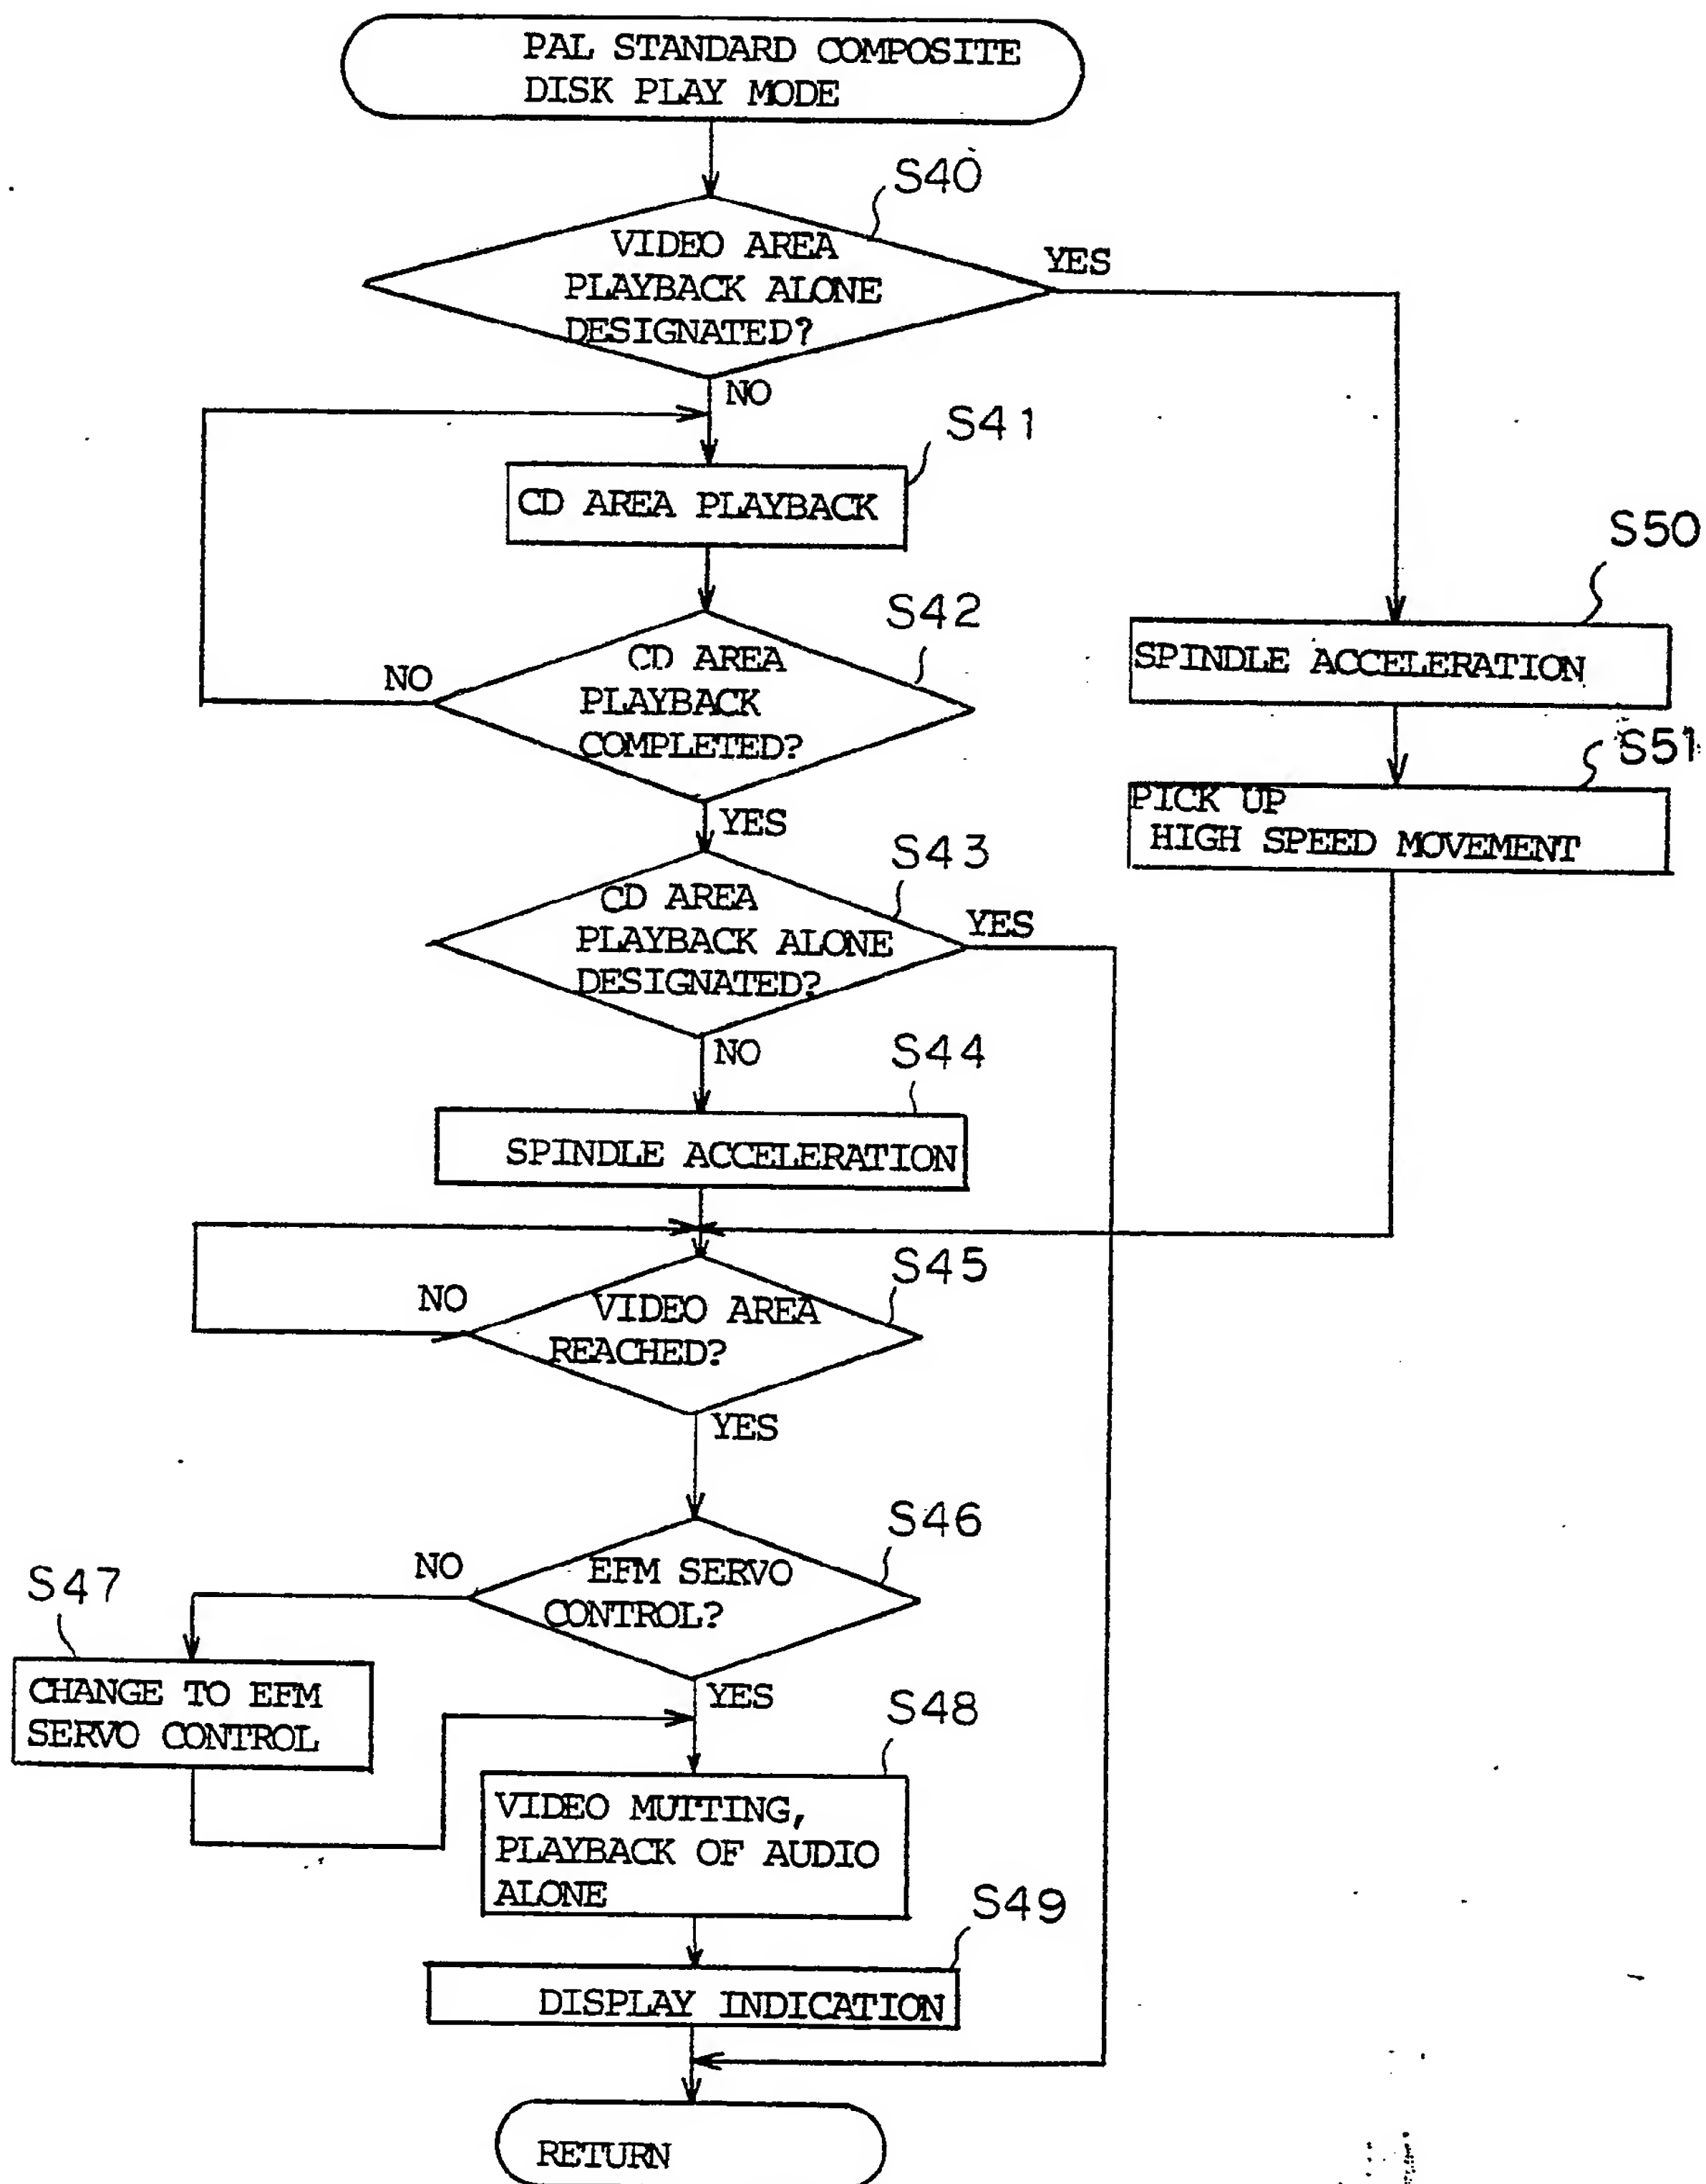 PAL STANDARD COMPOSITE
DISK PLAY MODE
S40
VIDEO AREA
PLAYBACK ALONE
DESIGNATED?
YES
NO
S41
CD AREA PLAYBACK
S42
CD AREA
PLAYBACK
COMPLETED?
NO
YES
S50
SPINDLE ACCELERATION
S51
PICK UP
HIGH SPEED MOVEMENT
S43
CD AREA
PLAYBACK ALONE
DESIGNATED?
YES
NO
S44
SPINDLE ACCELERATION
S45
VIDEO AREA
REACHED?
NO
YES
S46
EFM SERVO
CONTROL?
NO
YES
S47
CHANGE TO EFM
SERVO CONTROL
S48
VIDEO MUTTING,
PLAYBACK OF AUDIO
ALONE
S49
DISPLAY INDICATION
RETURN